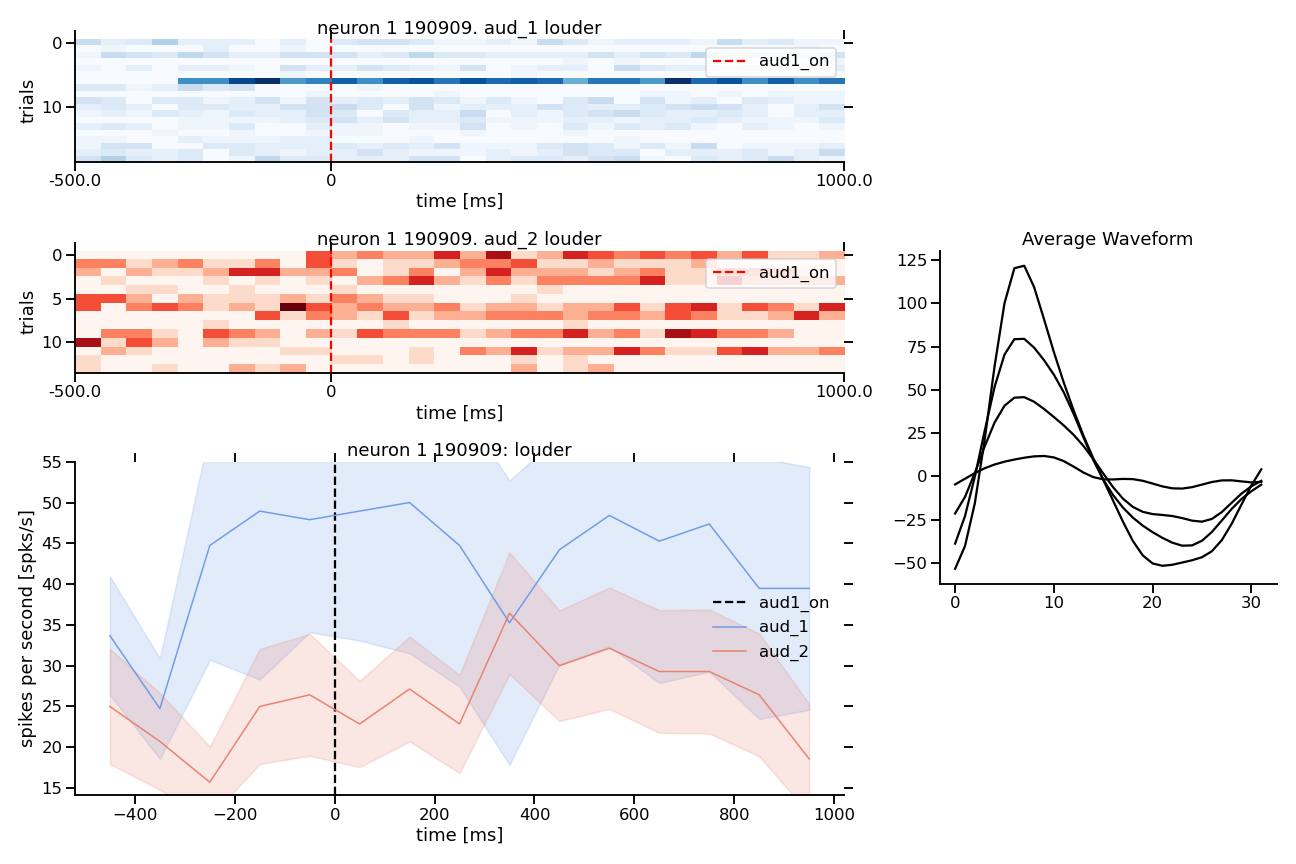 neuron 1 190909. aud_1 louder
0
10
trials
aud1_on
-500.0
0
1000.0
time [ms]
neuron 1 190909. aud_2 louder
0
5
10
trials
aud1_on
-500.0
0
1000.0
time [ms]
Average Waveform
125
100
75
50
25
0
−25
−50
0
10
20
30
neuron 1 190909: louder
55
50
45
40
35
30
25
20
15
spikes per second [spks/s]
aud1_on
aud_1
aud_2
−400
−200
0
200
400
600
800
1000
time [ms]